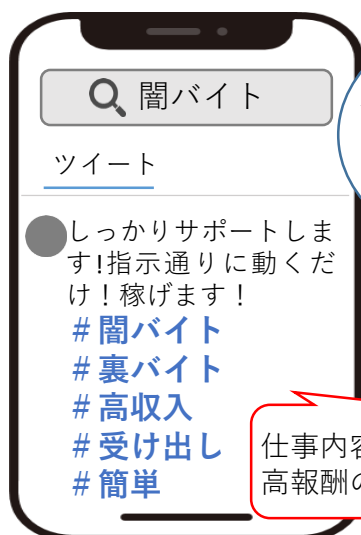 闇バイト
ツイート
しっかりサポートしま
す!指示通りに動くだ
け！稼げます！
#闇バイト
#裏バイト
#高収入
#受け出し
#簡単
仕事内容
高報酬の